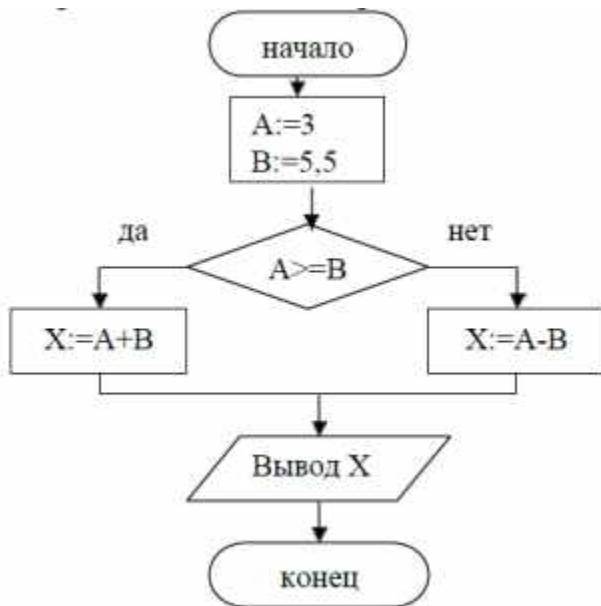 начало
A:=3
B:=5,5
да
нет
A>=B
X:=A+B
X:=A-B
Вывод X
конец